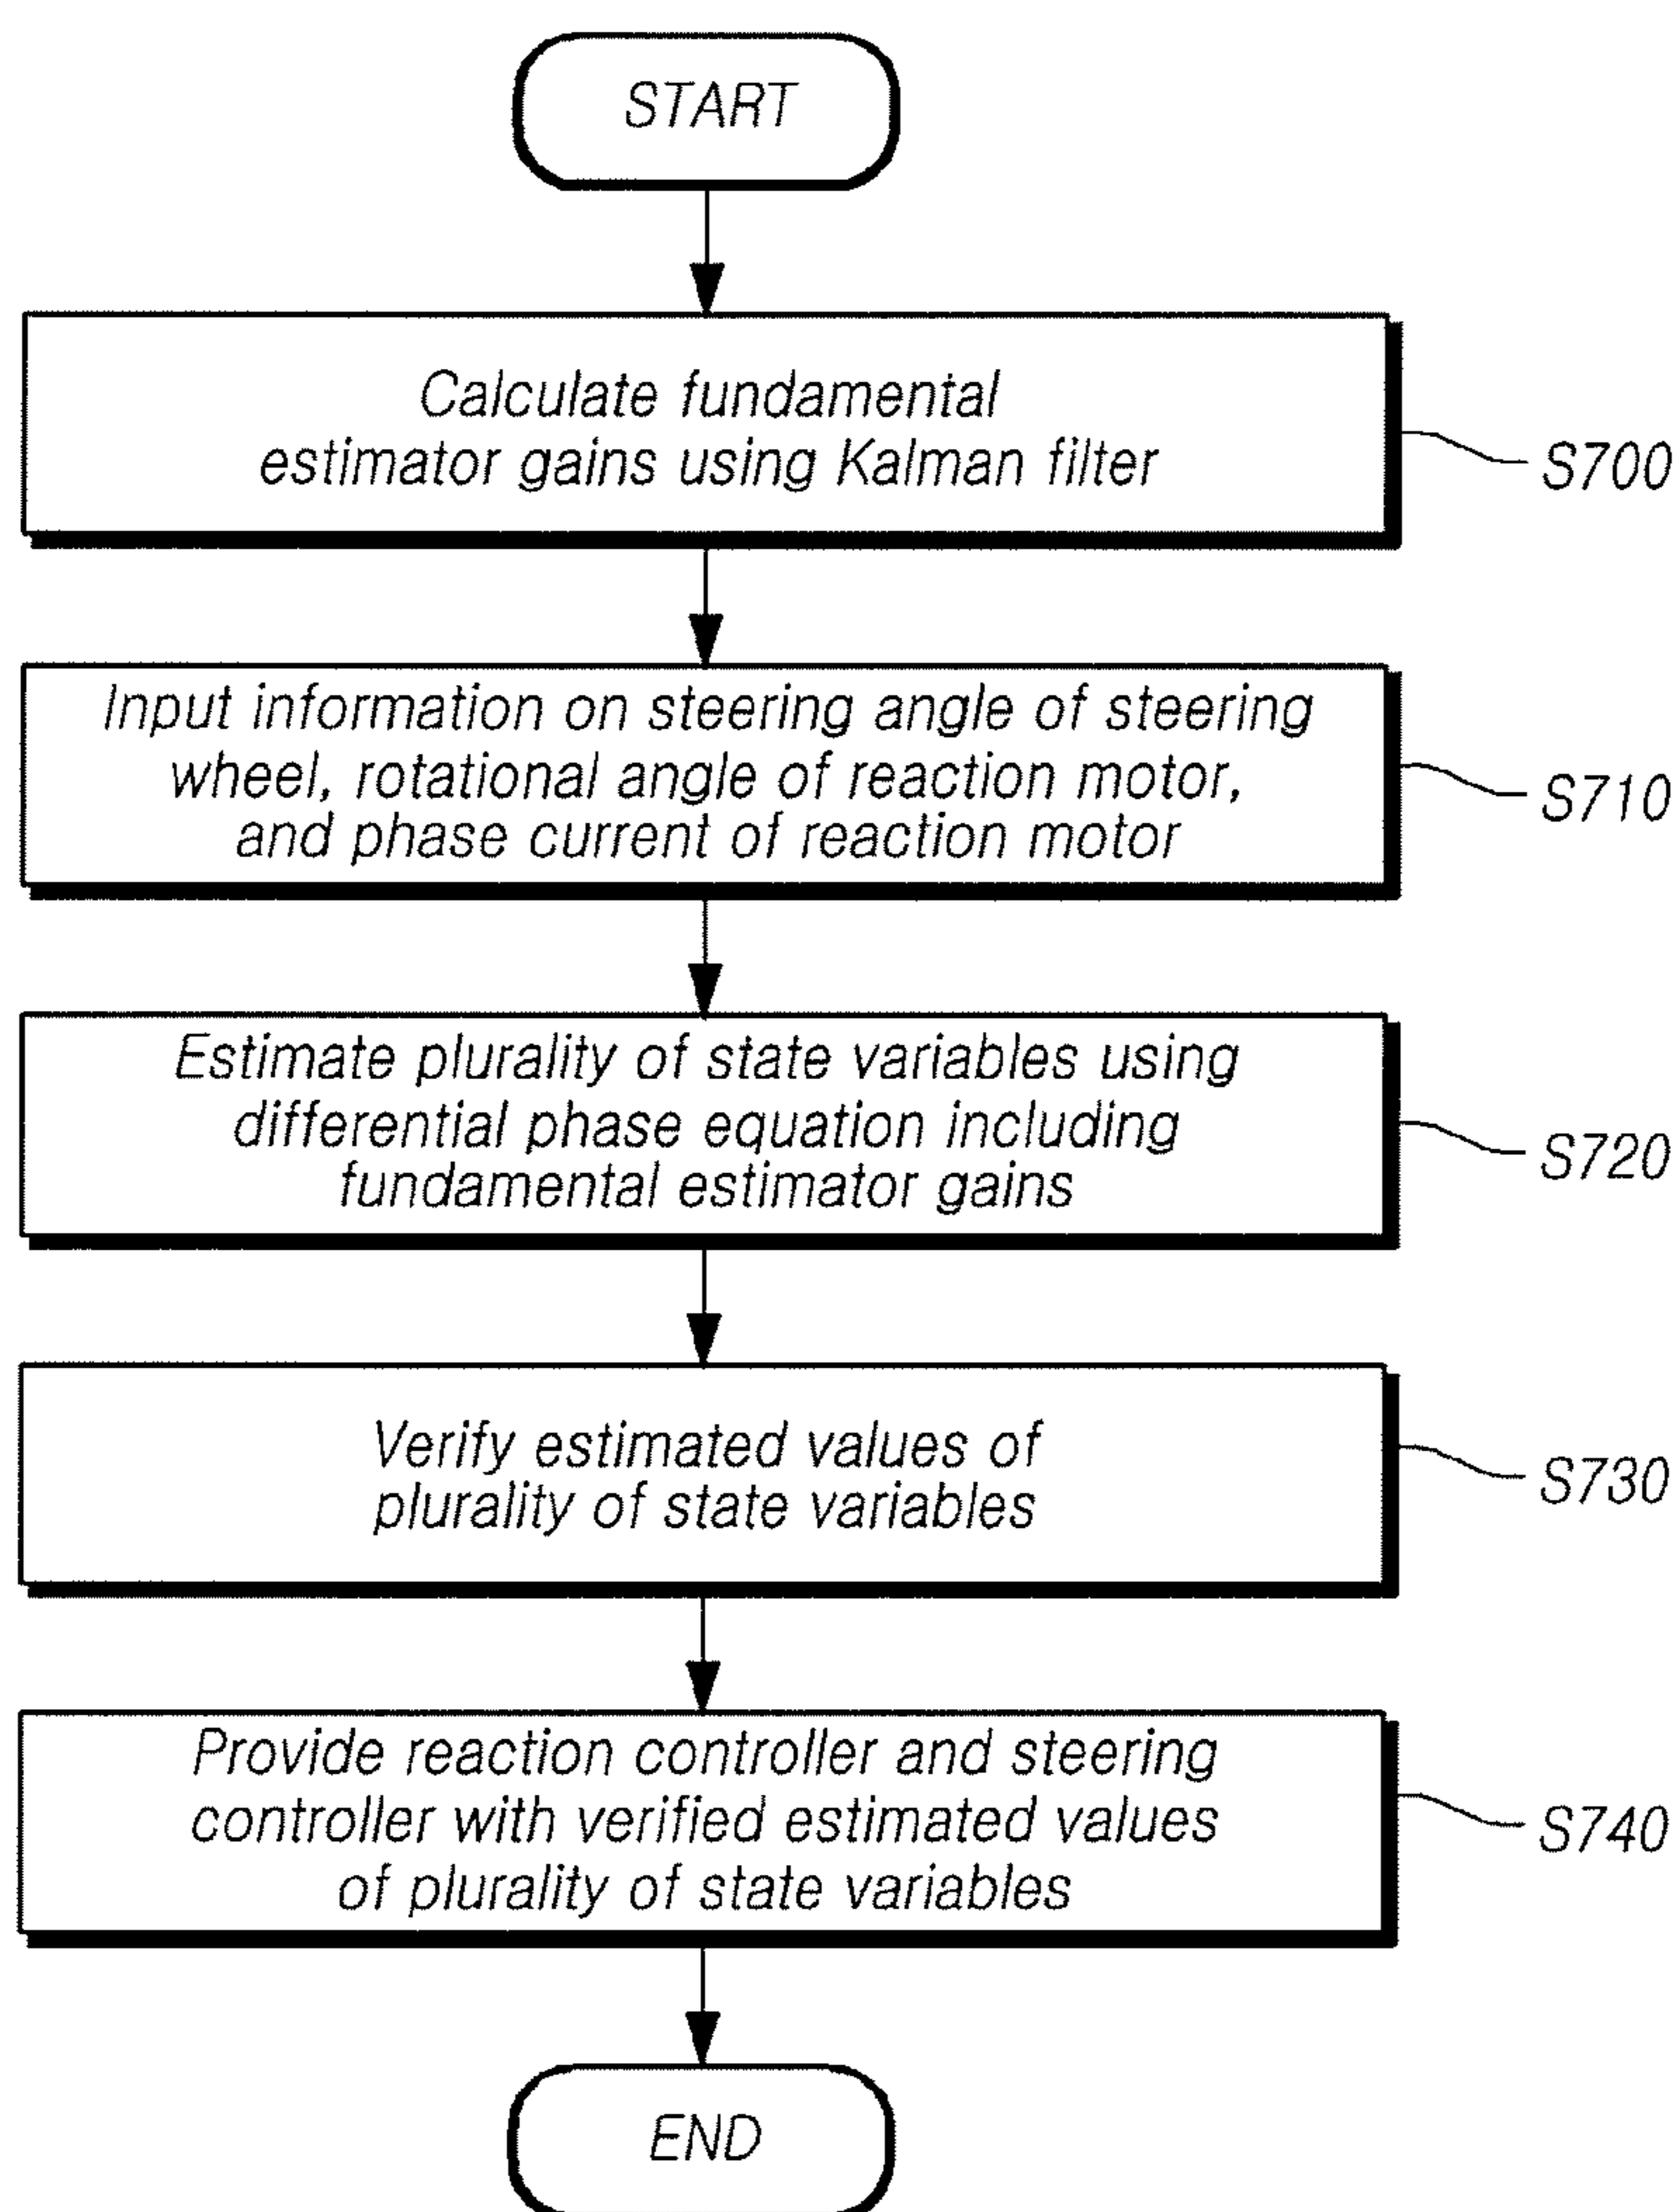 START
Calculate fundamental
estimator gains using Kalman filter
S700
Input information on steering angle of steering
wheel, rotational angle of reaction motor,
and phase current of reaction motor
S710
Estimate plurality of state variables using
differential phase equation including
fundamental estimator gains
S720
Verify estimated values of
plurality of state variables
S730
Provide reaction controller and steering
controller with verified estimated values
of plurality of state variables
S740
END